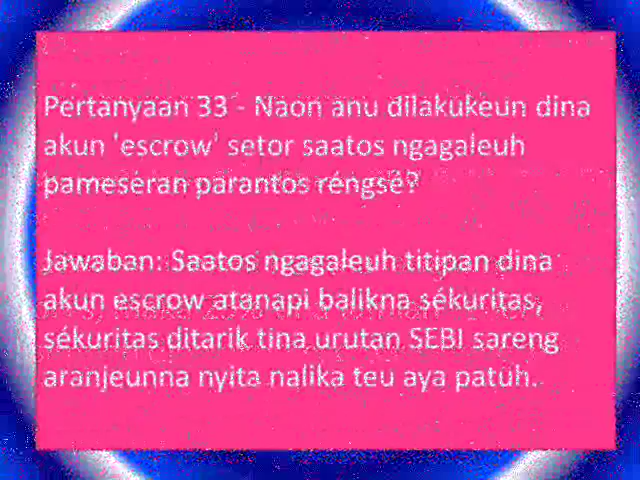 Pertanyaan 33 - Naon anu dilakukeun dina
akun 'escrow' setor saatos ngagaleuh
pameseran parantos réngsé?
Jawaban: Saatos ngagaleuh titipan dina
akun escrow atanapi balikna sékuritas,
sékuritas ditarik tina urutan SEBI sareng
aranjeunna nyita nalika teu aya patuh.